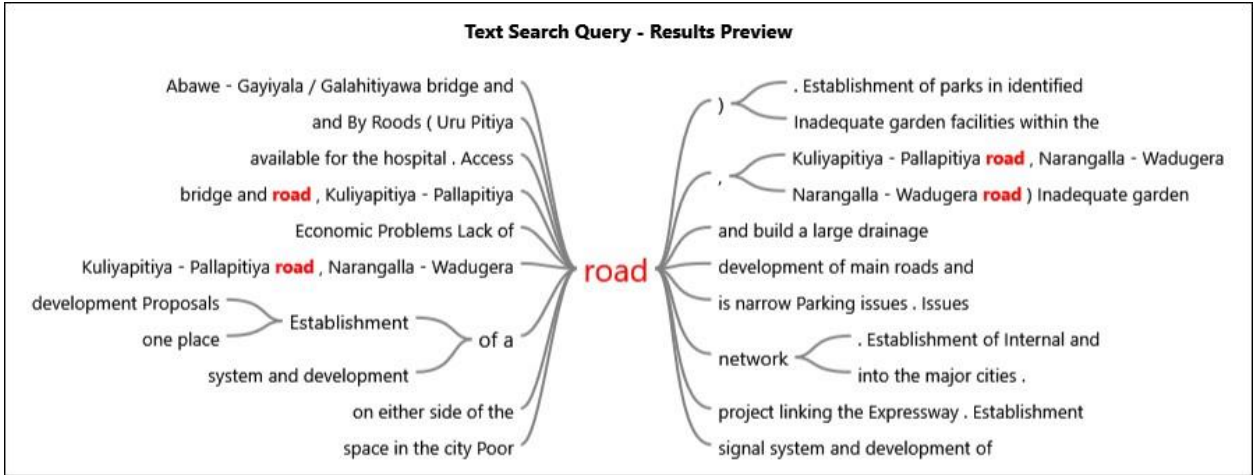 Text Search Query - Results Preview
Abawe - Gayiyala / Galahitiyawa bridge and
and By Roods ( Uru Pitiya
available for the hospital . Access
bridge and road , Kuliyapitiya - Pallapitiya
Economic Problems Lack of
Kuliyapitiya - Pallapitiya road , Narangalla - Wadugera
development Proposals
one place
Establishment
system and development
of a
on either side of the
space in the city Poor
road
)
. Establishment of parks in identified
Inadequate garden facilities within the
,
Kuliyapitiya - Pallapitiya road , Narangalla - Wadugera
Narangalla - Wadugera road ) Inadequate garden
and build a large drainage
development of main roads and
is narrow Parking issues . Issues
network
. Establishment of Internal and
into the major cities .
project linking the Expressway . Establishment
signal system and development of